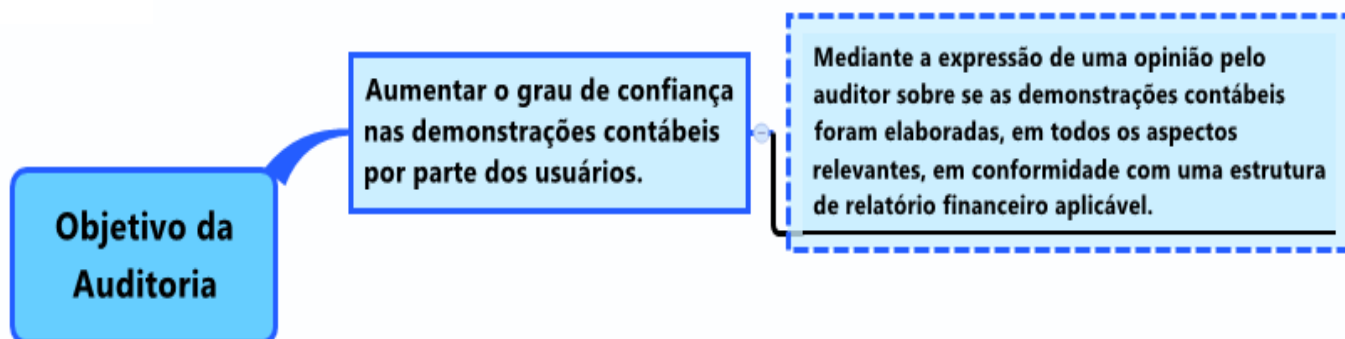 Objetivo da
Auditoria
Aumentar o grau de confiança
nas demonstrações contábeis
por parte dos usuários.
Mediante a expressão de uma opinião pelo
auditor sobre se as demonstrações contábeis
foram elaboradas, em todos os aspectos
relevantes, em conformidade com uma estrutura
de relatório financeiro aplicável.